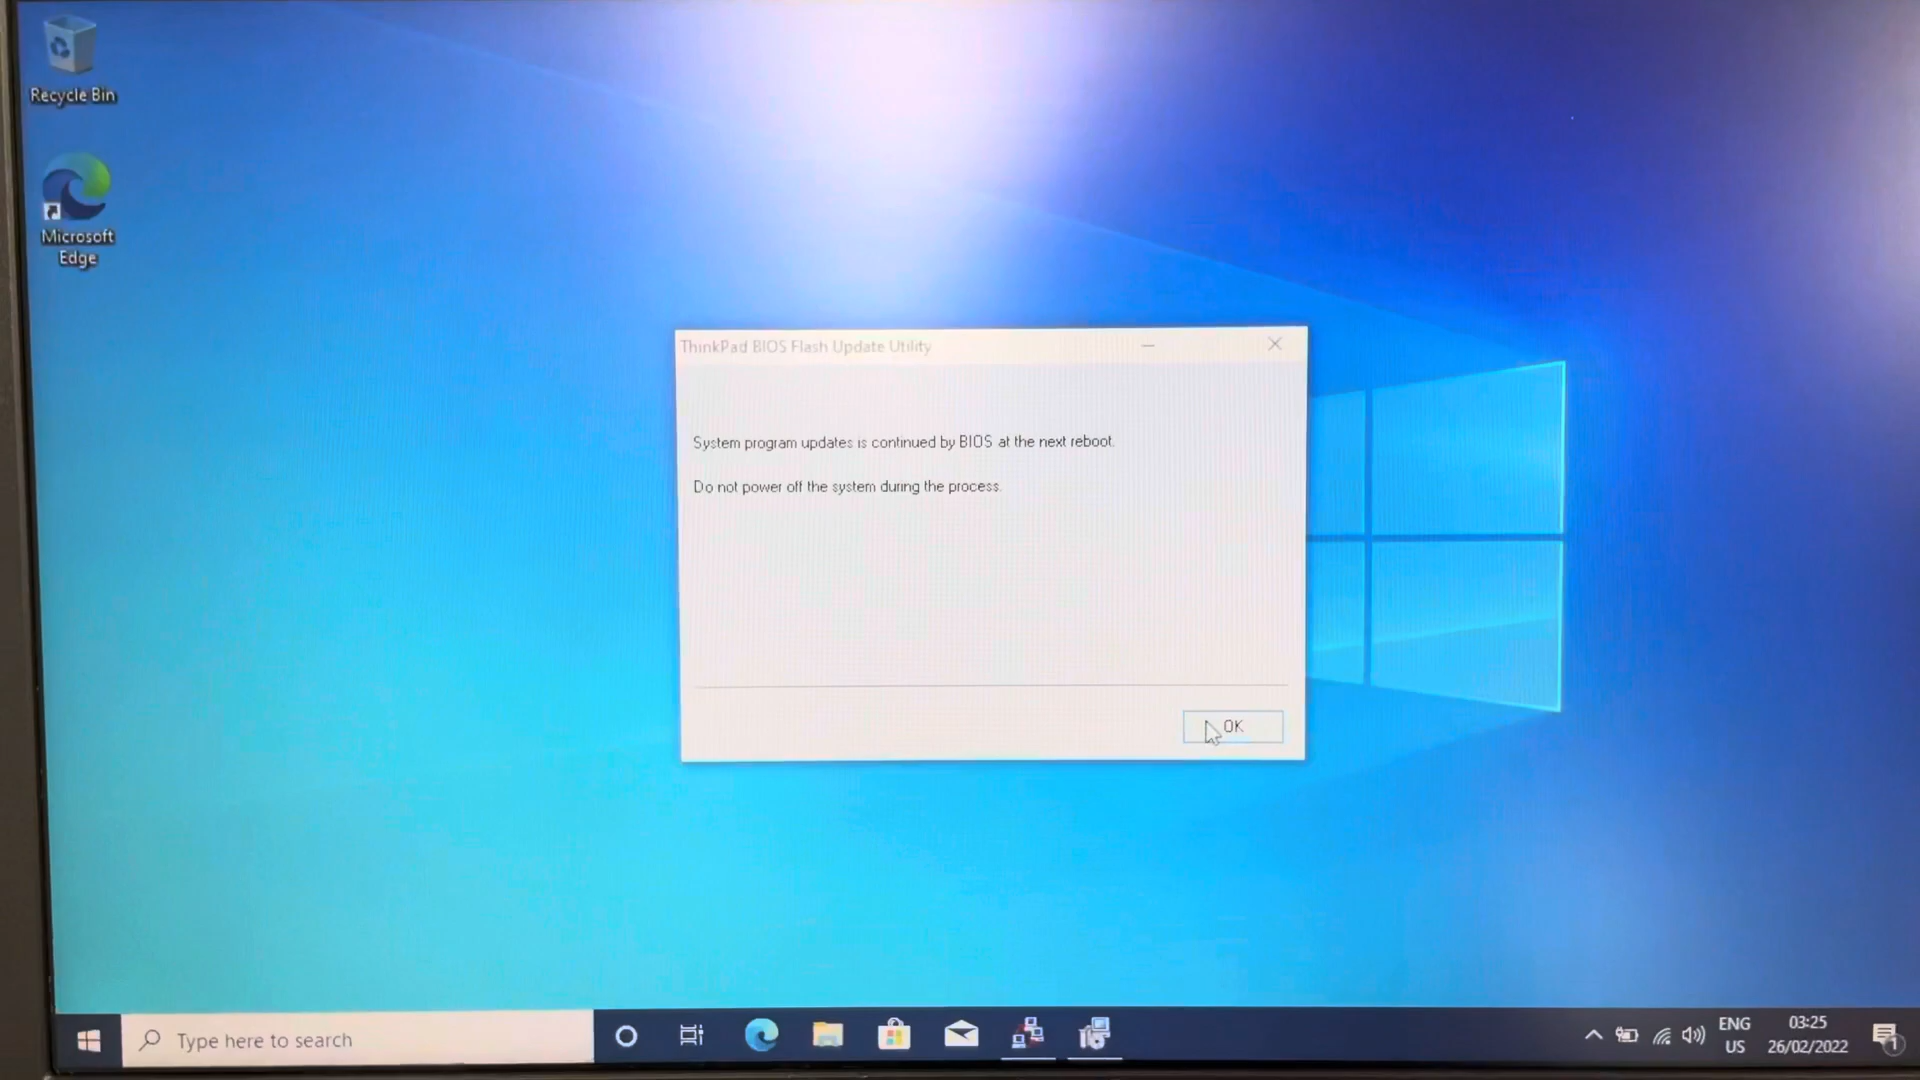 Recycle Bin
Microsoft
Edge
ThinkPad BIOS Flash Update Utility
System program updates is continued by BIOS at the next reboot.
Do not power off the system during the process.
OK
Type here to search
ENG
US
03:25
26/02/2022
1